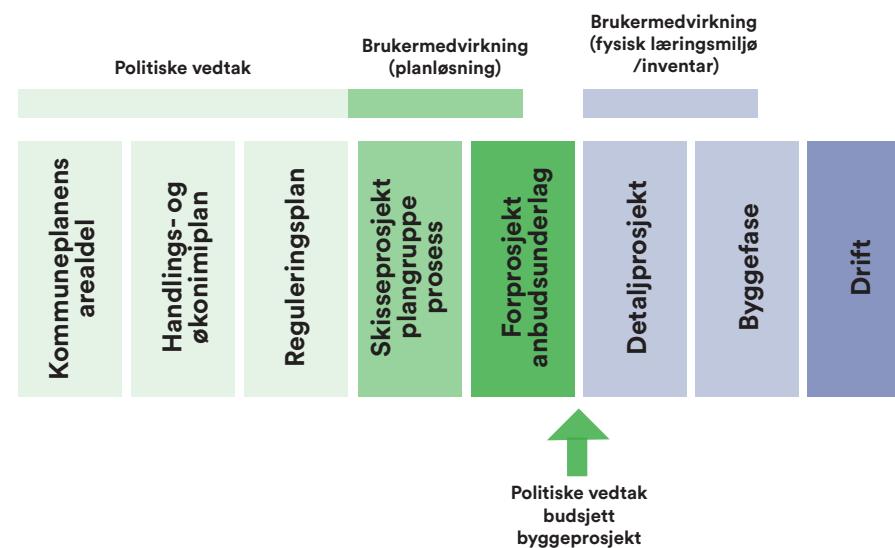 Politiske vedtak
Brukermedvirkning
(planløsning)
Brukermedvirkning
(fysisk læringsmiljø
/inventar)
Kommuneplanens
arealdel
Handlings- og
økonimiplan
Reguleringsplan
Skisseprosjekt
plangruppe
prosess
Forprosjekt
anbudsunderlag
Detaljprosjekt
Byggefase
Drift
Politiske vedtak
budsjett
byggeprosjekt